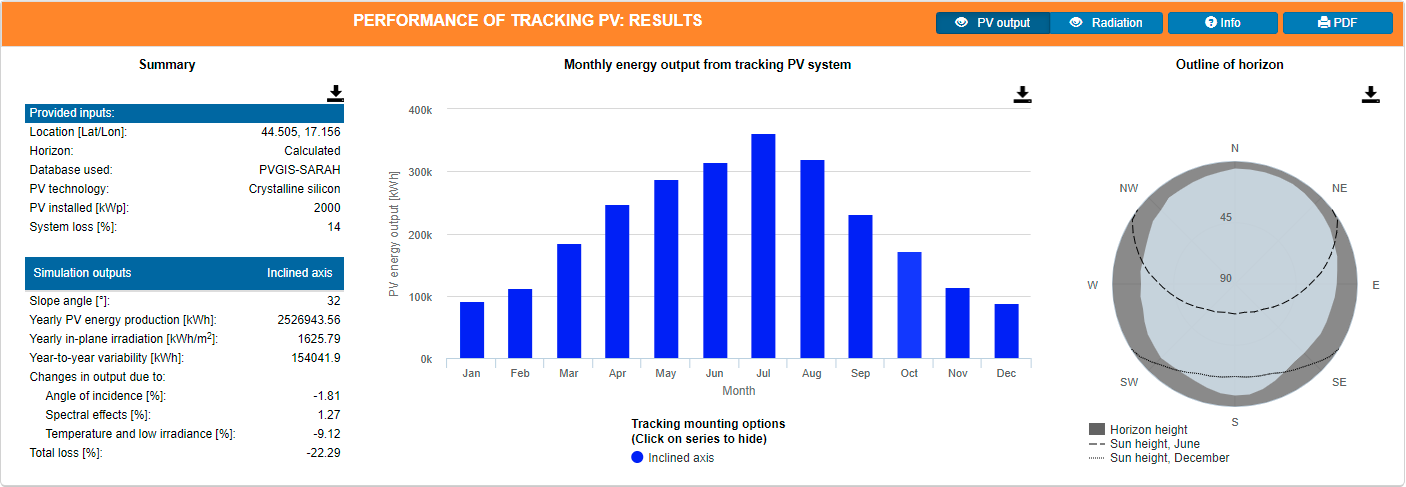 PERFORMANCE OF TRACKING PV: RESULTS
PV output
Radiation
Info
PDF
Summary
Provided inputs:
Location [Lat/Lon]: 44.505, 17.156
Horizon: Calculated
Database used: PVGIS-SARAH
PV technology: Crystalline silicon
PV installed [kWp]: 2000
System loss [%]: 14
Simulation outputs Inclined axis
Slope angle [°]: 32
Yearly PV energy production [kWh]: 2526943.56
Yearly in-plane irradiation [kWh/m²]: 1625.79
Year-to-year variability [kWh]: 154041.9
Changes in output due to:
Angle of incidence [%]: -1.81
Spectral effects [%]: 1.27
Temperature and low irradiance [%]: -9.12
Total loss [%]: -22.29
Monthly energy output from tracking PV system
PV energy output [kWh]
400k
300k
200k
100k
0k
Jan Feb Mar Apr May Jun Jul Aug Sep Oct Nov Dec
Month
Tracking mounting options
(Click on series to hide)
Inclined axis
Outline of horizon
N
NW NE
45
90
W E
SW SE
S
Horizon height
Sun height, June
Sun height, December